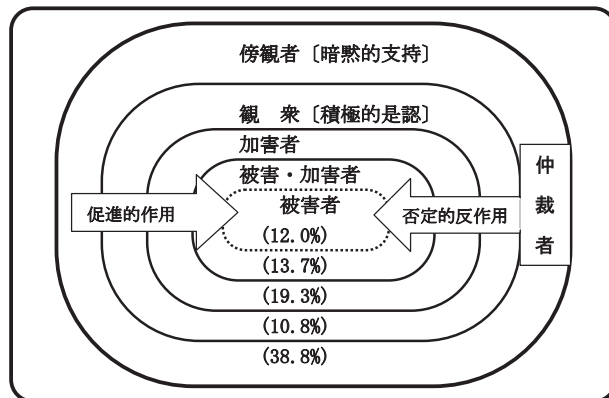 傍観者〔暗黙的支持〕
観　衆〔積極的是認〕
加害者
被害・加害者
被害者
促進的作用
否定的反作用
仲裁者
(12.0%)
(13.7%)
(19.3%)
(10.8%)
(38.8%)